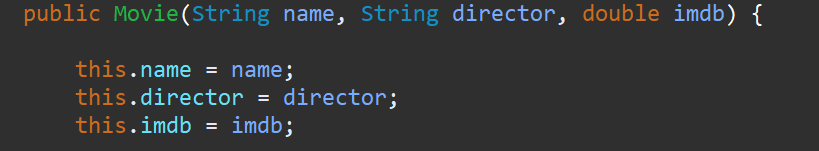 public Movie(String name, String director, double imdb) {
this.name = name;
this.director = director;
this.imdb = imdb;